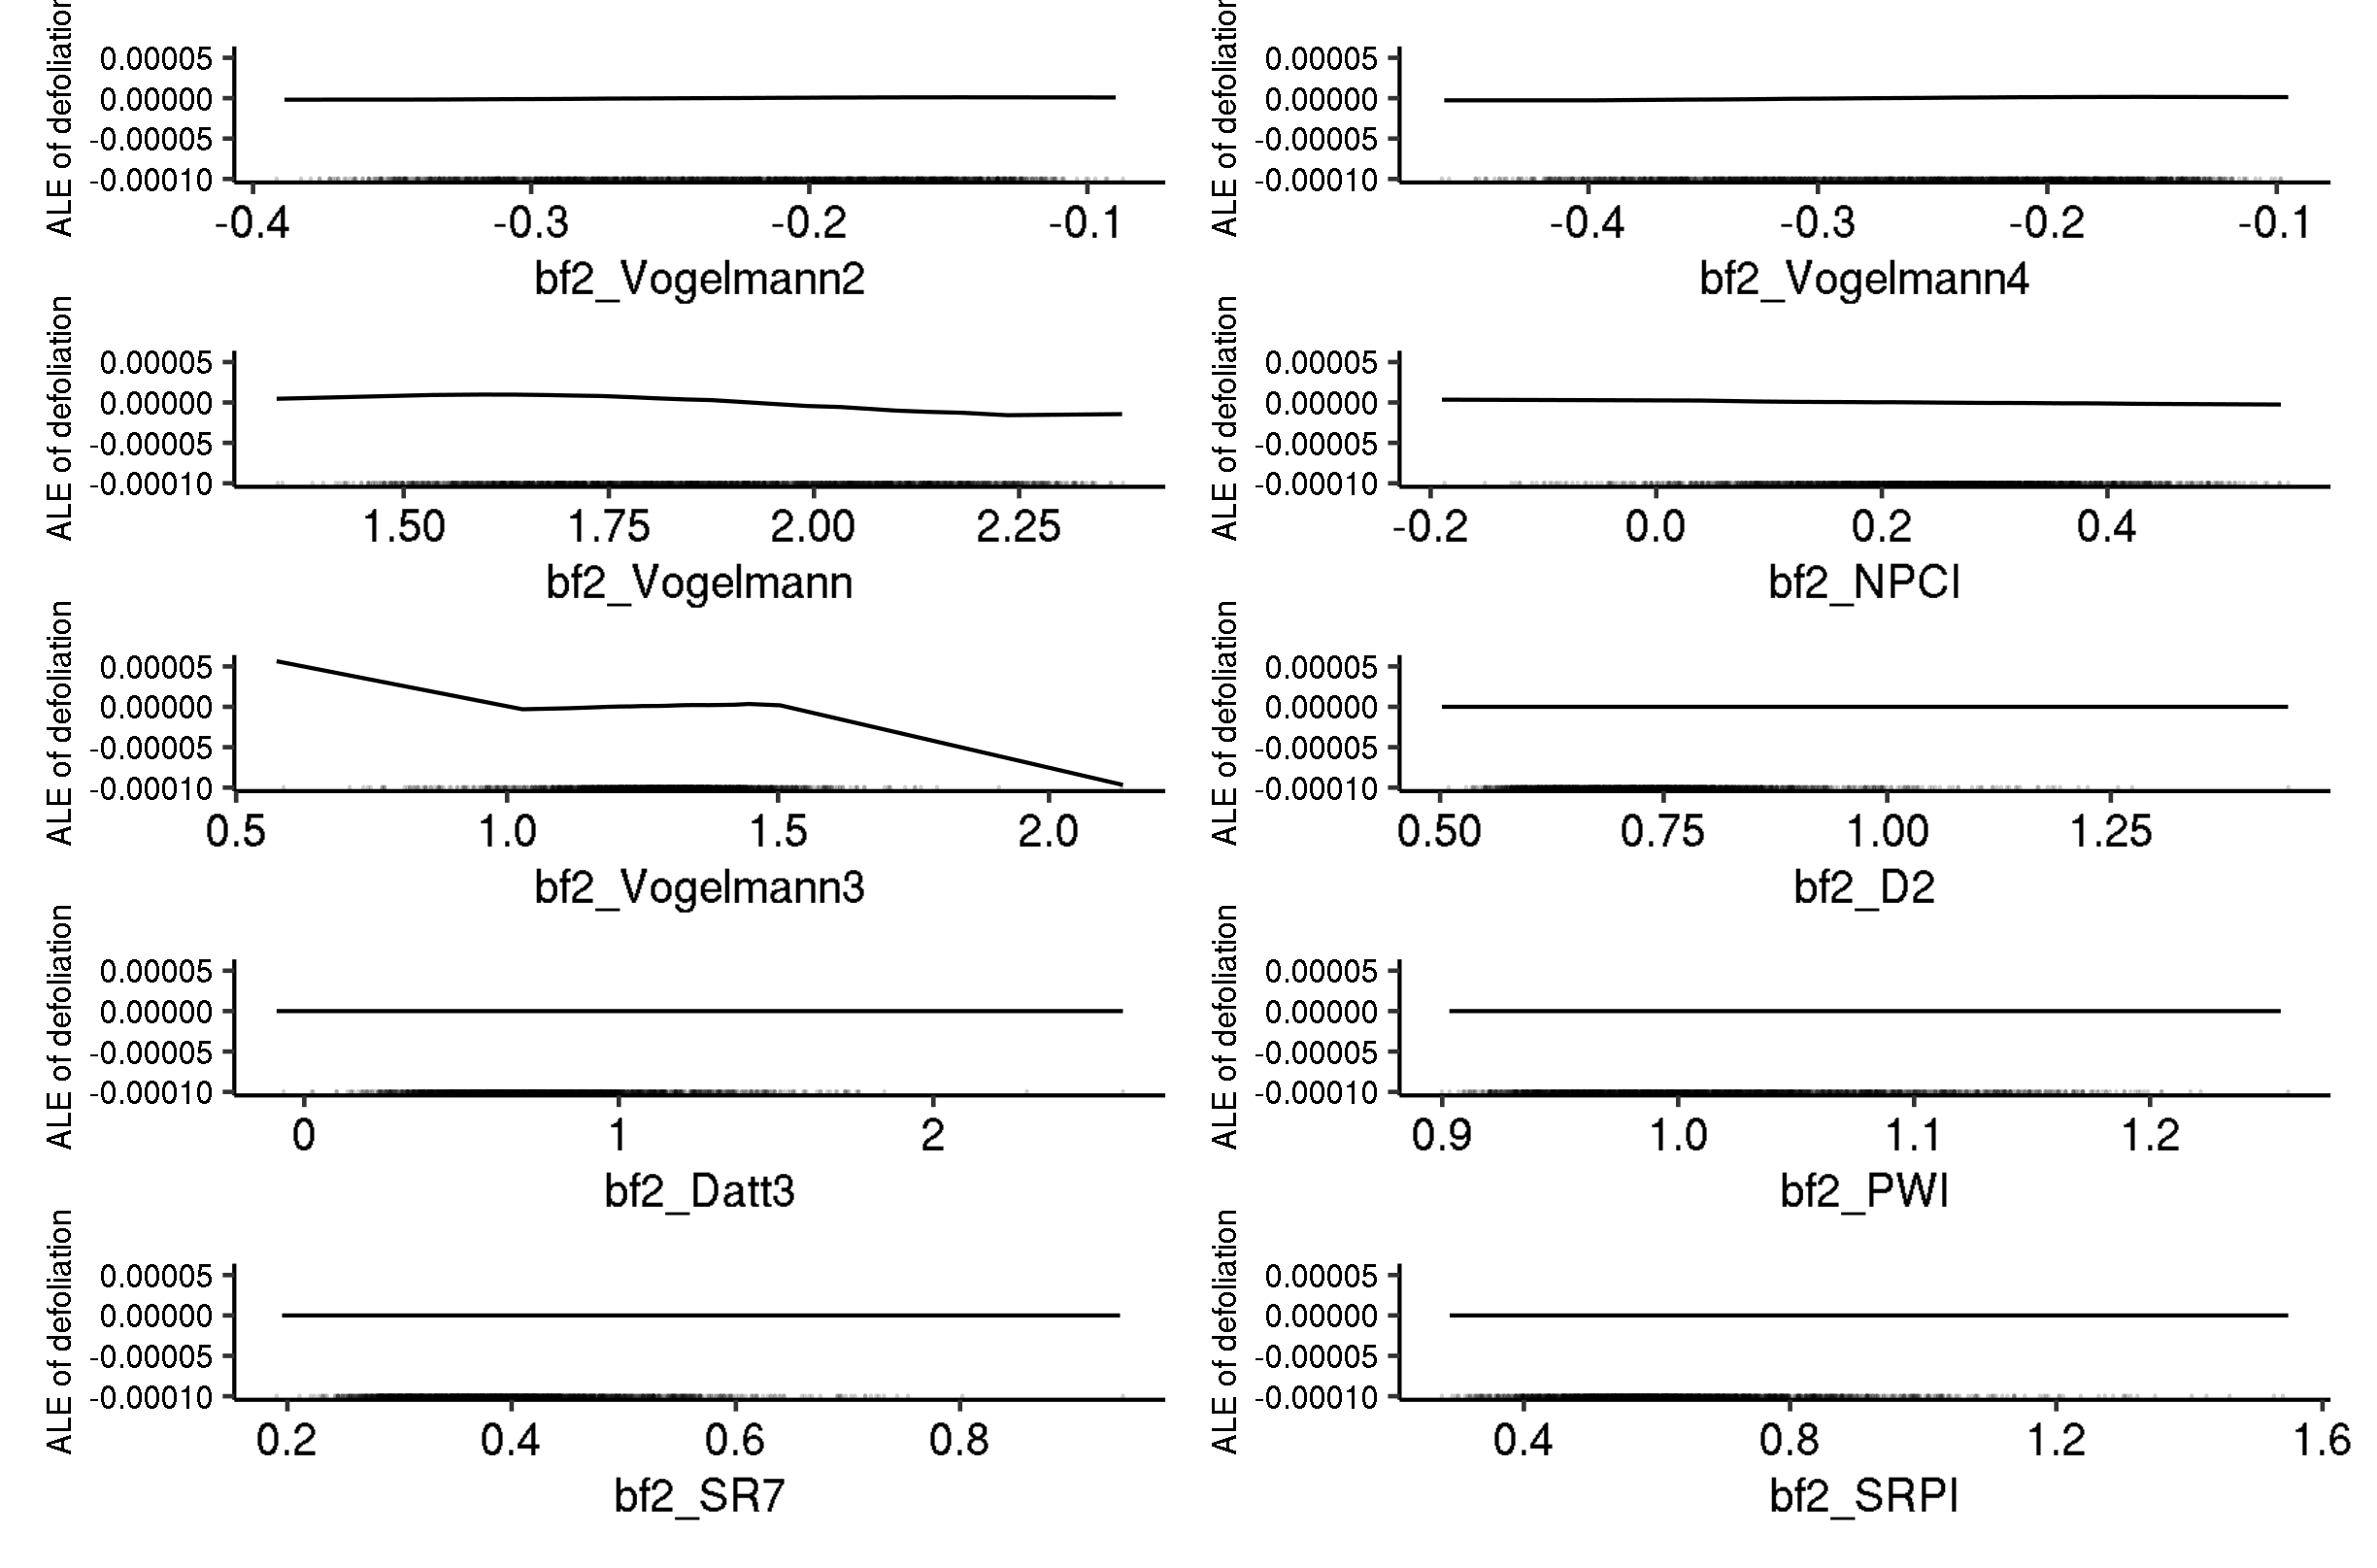 ALE of defoliation
0.00005
0.00000
-0.00005
-0.00010
-0.4 -0.3 -0.2 -0.1
bf2_Vogelmann2
ALE of defoliation
0.00005
0.00000
-0.00005
-0.00010
-0.4 -0.3 -0.2 -0.1
bf2_Vogelmann4
ALE of defoliation
0.00005
0.00000
-0.00005
-0.00010
1.50 1.75 2.00 2.25
bf2_Vogelmann
ALE of defoliation
0.00005
0.00000
-0.00005
-0.00010
-0.2 0.0 0.2 0.4
bf2_NPCI
ALE of defoliation
0.00005
0.00000
-0.00005
-0.00010
0.5 1.0 1.5 2.0
bf2_Vogelmann3
ALE of defoliation
0.00005
0.00000
-0.00005
-0.00010
0.50 0.75 1.00 1.25
bf2_D2
ALE of defoliation
0.00005
0.00000
-0.00005
-0.00010
0 1 2
bf2_Datt3
ALE of defoliation
0.00005
0.00000
-0.00005
-0.00010
0.9 1.0 1.1 1.2
bf2_PWI
ALE of defoliation
0.00005
0.00000
-0.00005
-0.00010
0.2 0.4 0.6 0.8
bf2_SR7
ALE of defoliation
0.00005
0.00000
-0.00005
-0.00010
0.4 0.8 1.2 1.6
bf2_SRPI